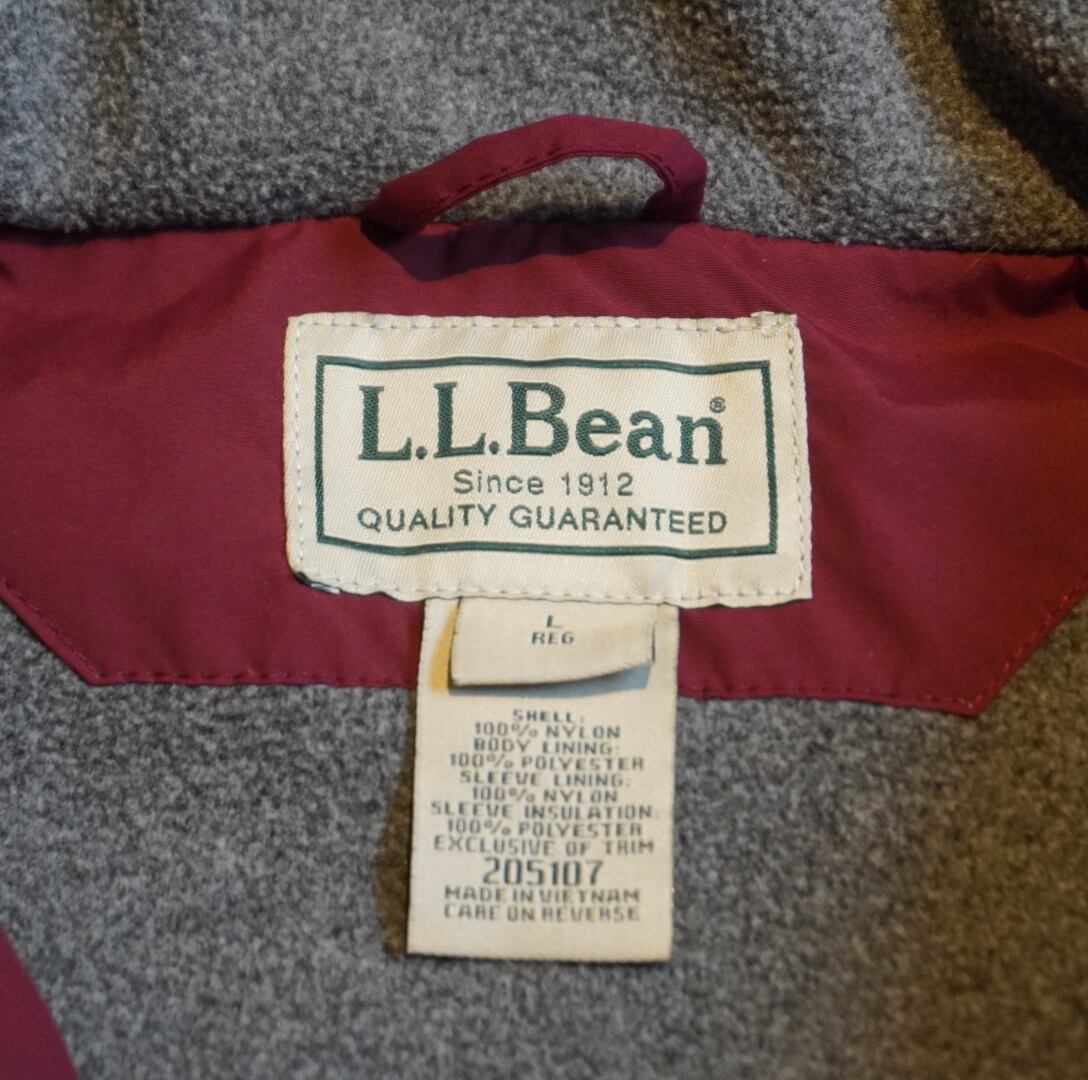 L.L.Bean®
Since 1912
QUALITY GUARANTEED
L
REG
SHELL:
100% NYLON
BODY LINING:
100% POLYESTER
SLEEVE LINING:
100% NYLON
SLEEVE INSULATION:
100% POLYESTER
EXCLUSIVE OF TRIM
205107
MADE IN VIETNAM
CARE ON REVERSE